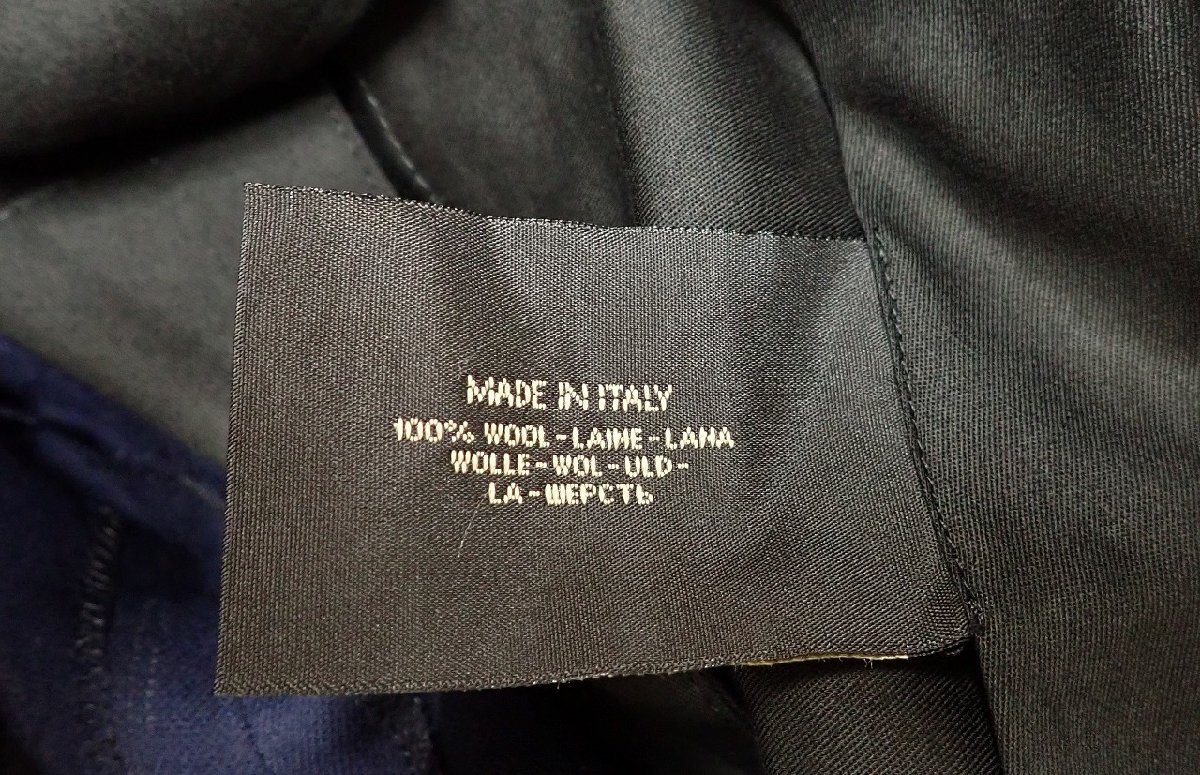 MADE IN ITALY
100% WOOL-LAINE-LANA
WOLLE-WOL-ULD-
LA-ШЕРСТЬ